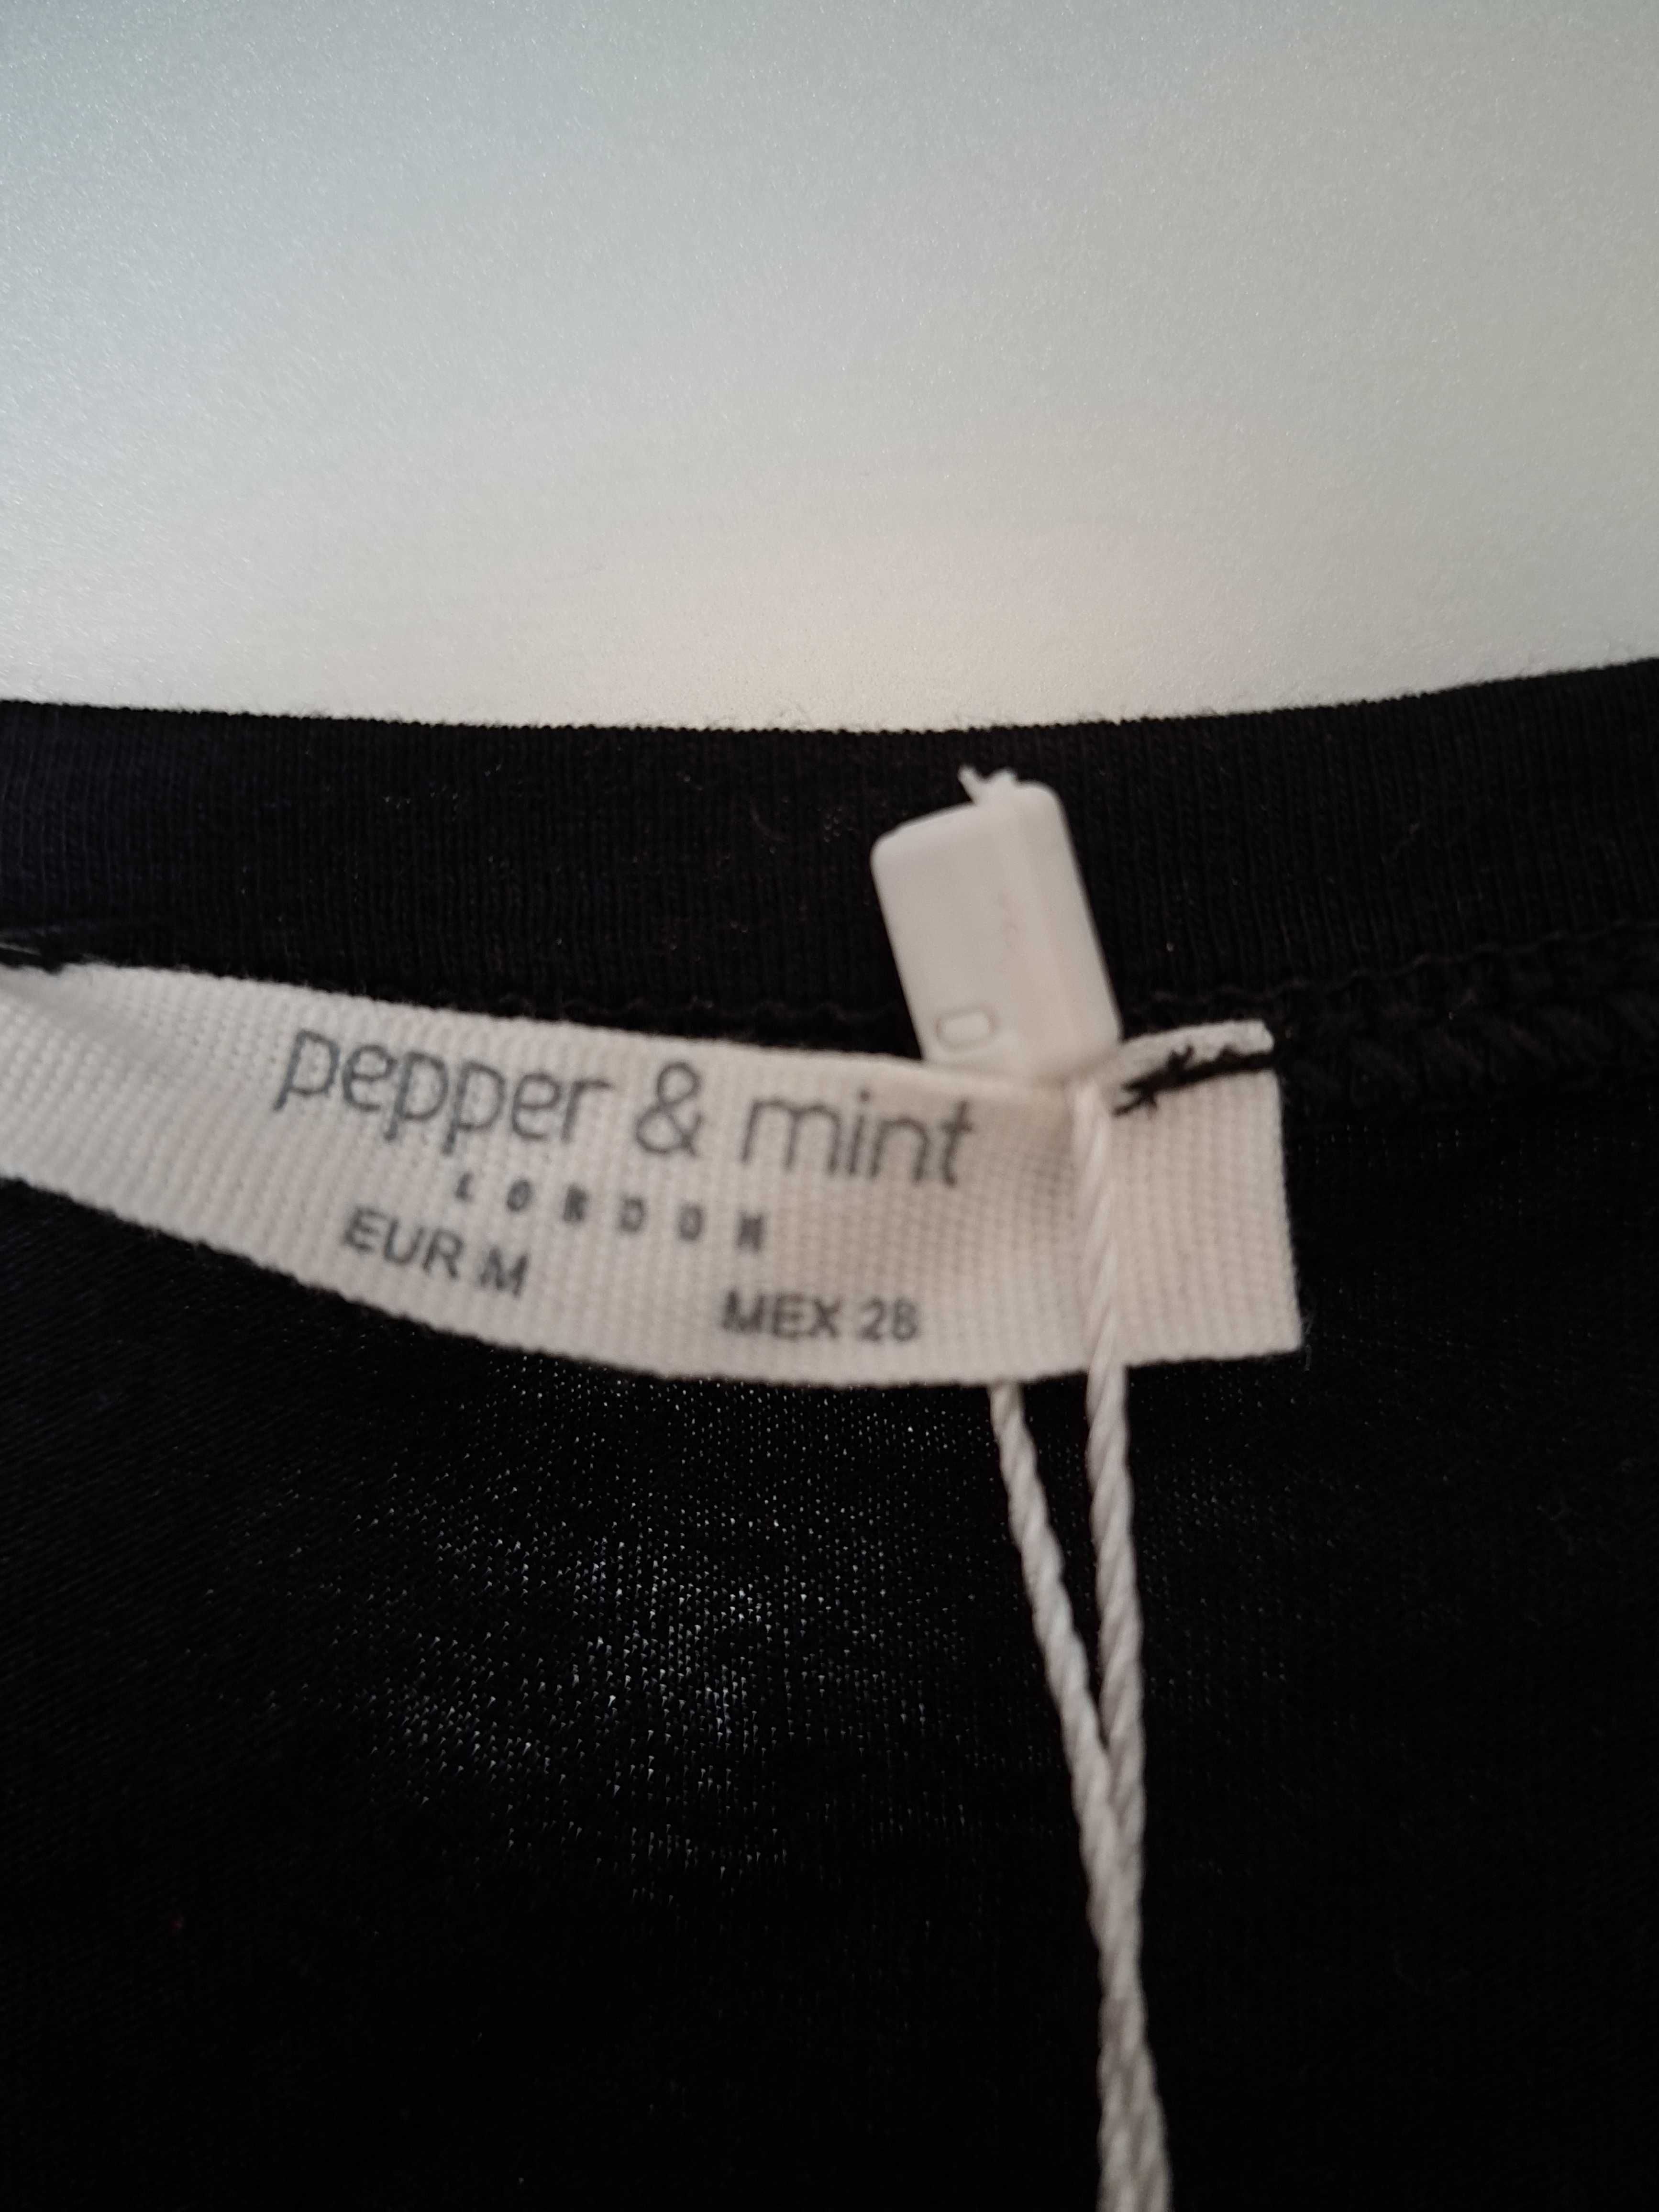 pepper & mint
LONDON
EUR M
MEX 28